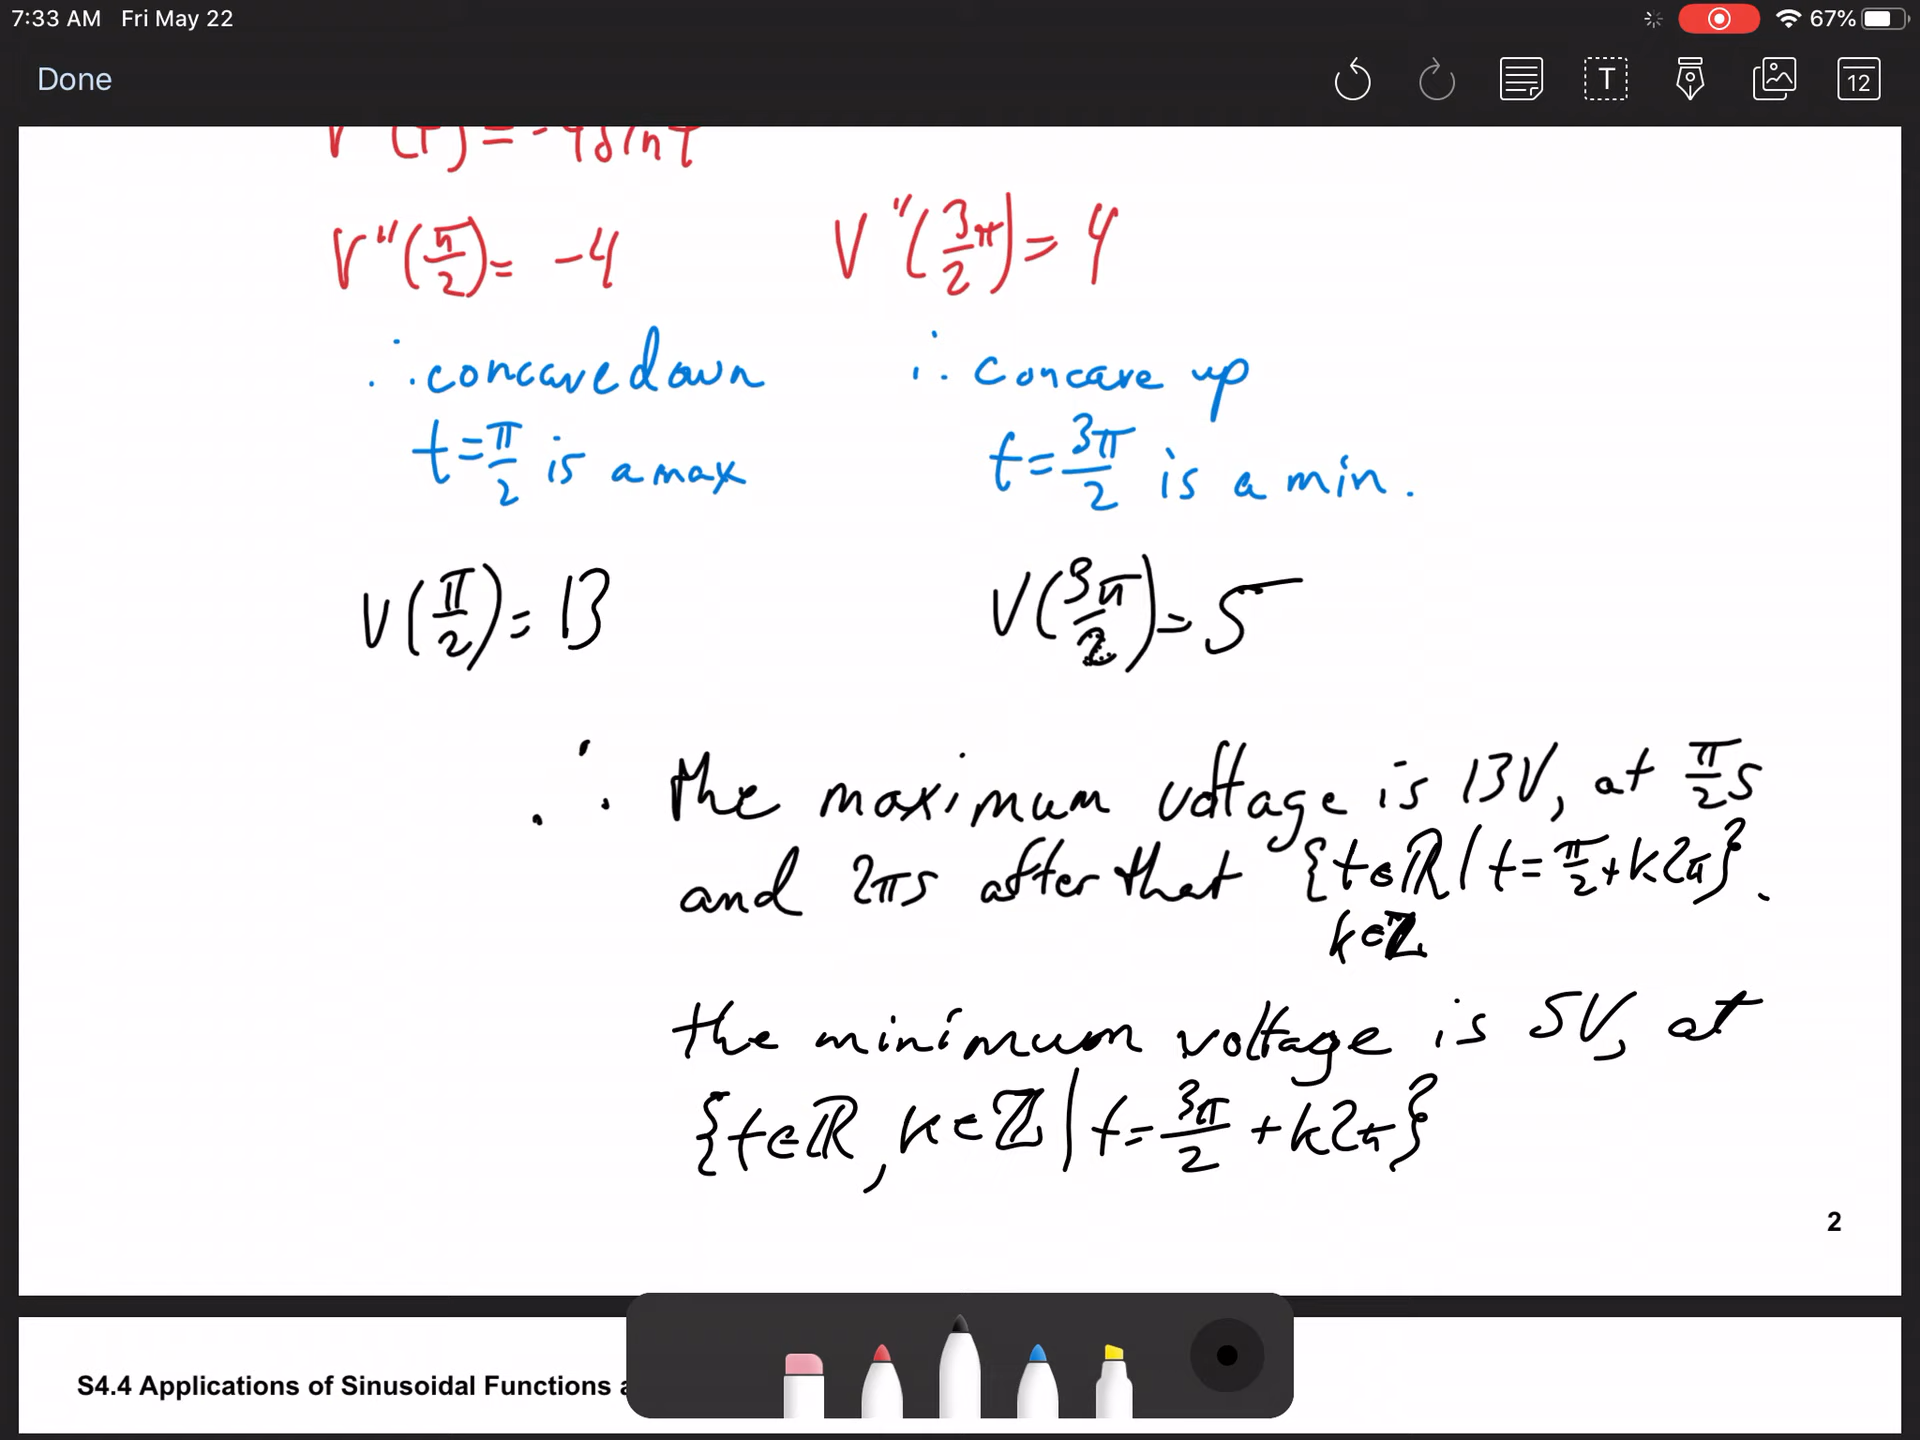 7:33 AM Fri May 22 67%
Done T 12
V"(t) = -4sint
V"(π/2) = -4 V"(3π/2) = 4
∴ concave down ∴ concave up
t = π/2 is a max t = 3π/2 is a min.
V(π/2) = 13 V(3π/2) = 5
∴ the maximum voltage is 13V, at π/2 s
and 2πs after that {t∈ℝ | t = π/2 + k2π}.
k∈ℤ
the minimum voltage is 5V, at
{t∈ℝ, k∈ℤ | t = 3π/2 + k2π}
2
S4.4 Applications of Sinusoidal Functions